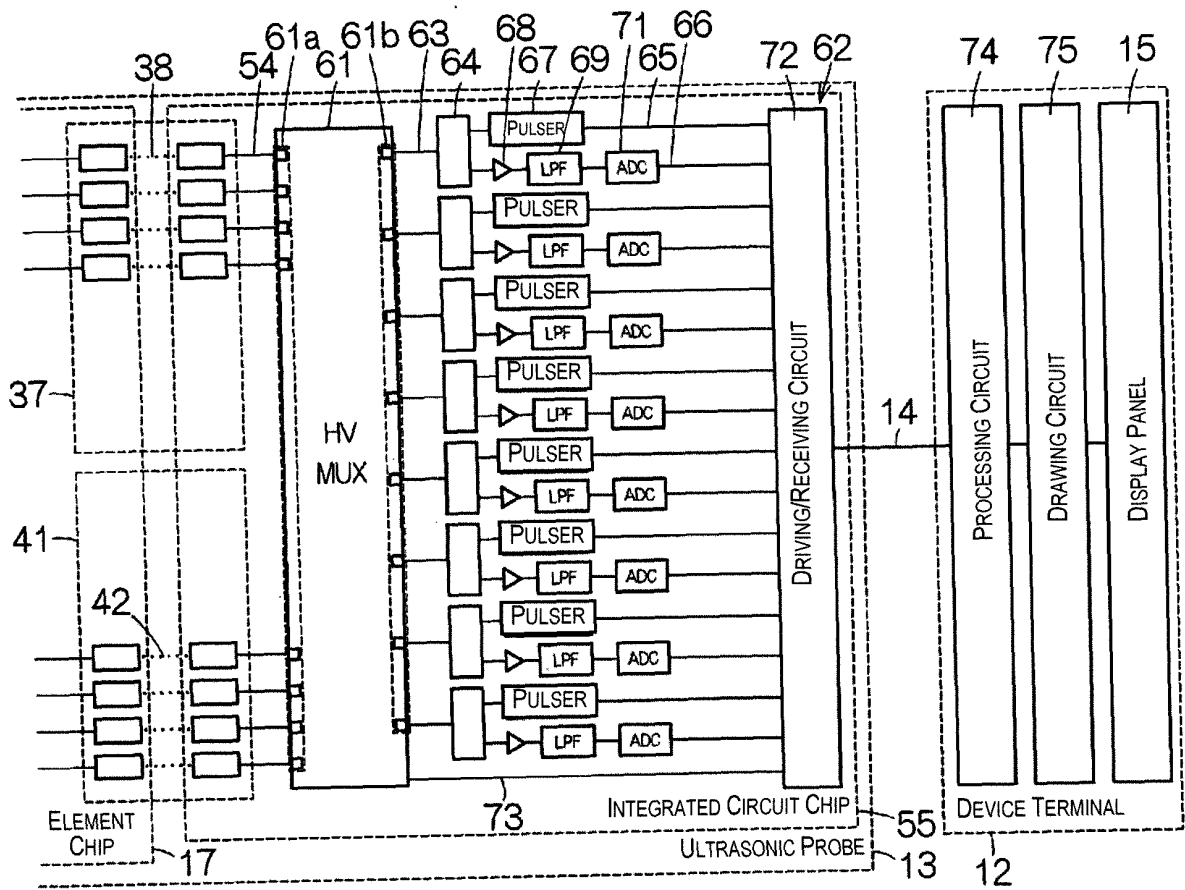 61a 61b 68 71 66
38 54 61 63 64 67 69 65 72 62 74 75 15
PULSER
LPF ADC
PULSER
LPF ADC
PULSER
LPF ADC
37
PULSER
LPF ADC
HV
MUX
14
PULSER
LPF ADC
41
PULSER
LPF ADC
42
PULSER
LPF ADC
PULSER
LPF ADC
DRIVING/RECEIVING CIRCUIT
PROCESSING CIRCUIT
DRAWING CIRCUIT
DISPLAY PANEL
73
INTEGRATED CIRCUIT CHIP
55
DEVICE TERMINAL
12
ELEMENT
CHIP
17
ULTRASONIC PROBE
13